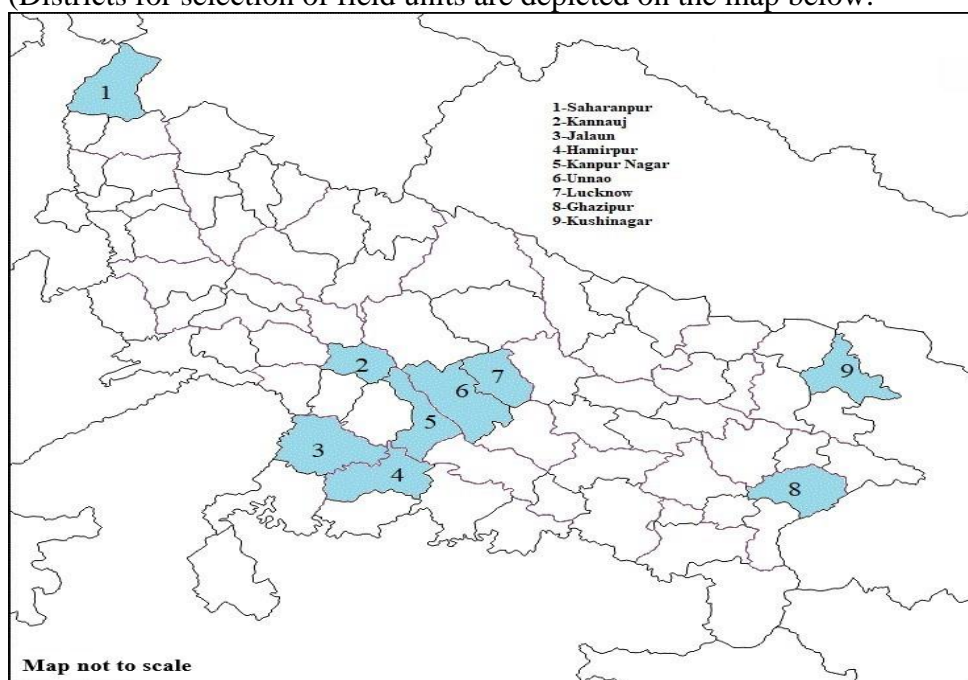 (Districts for selection of field units are depicted on the map below:
1
1-Saharanpur
2-Kannauj
3-Jalaun
4-Hamirpur
5-Kanpur Nagar
6-Unnao
7-Lucknow
8-Ghazipur
9-Kushinagar
2
7
6
9
5
3
4
8
Map not to scale